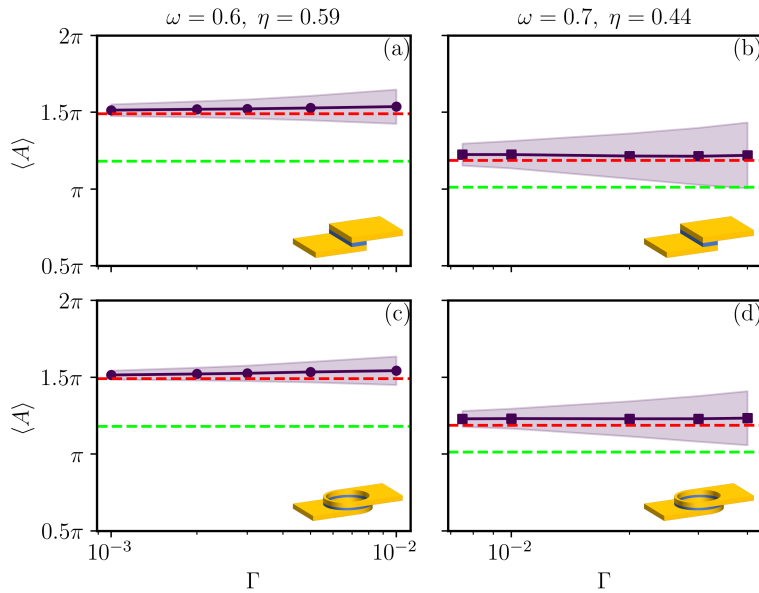 ω = 0.6, η = 0.59
ω = 0.7, η = 0.44
(a)
(b)
2π
1.5π
π
0.5π
⟨A⟩
(c)
(d)
2π
1.5π
π
0.5π
⟨A⟩
10⁻³
10⁻²
10⁻²
Γ
Γ